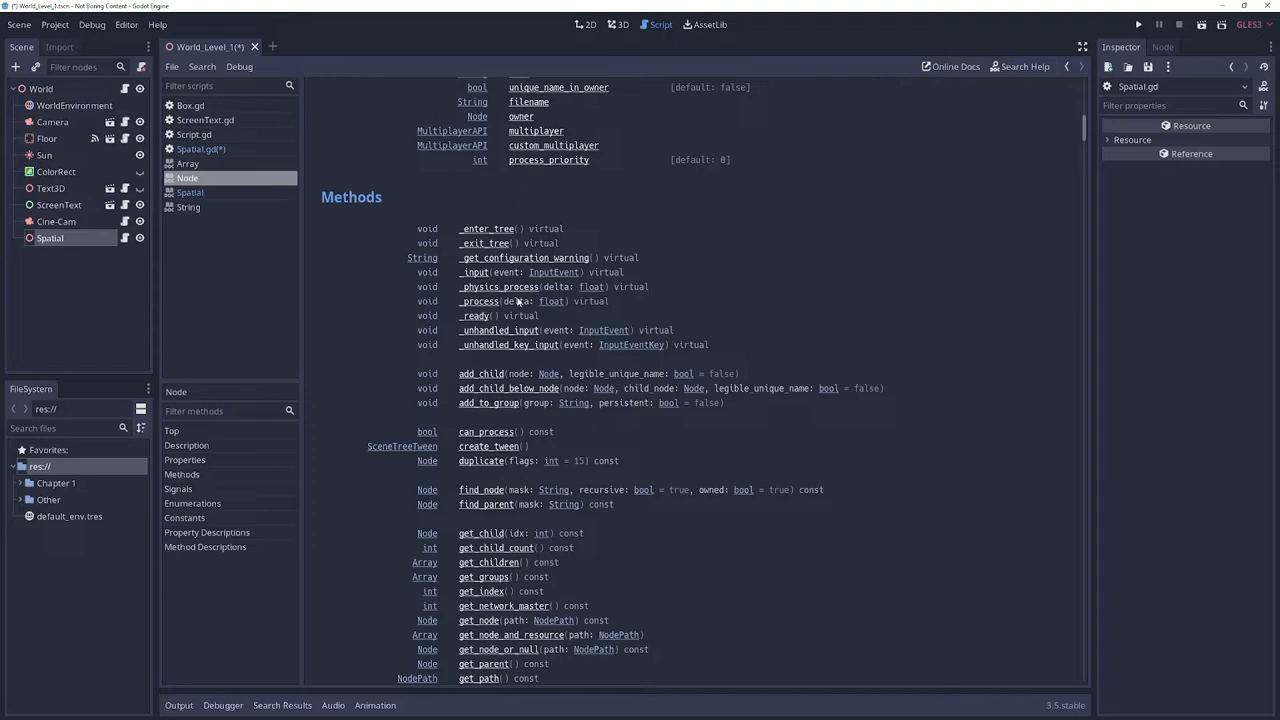 (*) World_Level_1.tscn - Not Boring Content - Godot Engine
Scene Project Debug Editor Help
2D 3D Script AssetLib
GLES3
Scene Import
Filter nodes
World
WorldEnvironment
Camera
Floor
Sun
ColorRect
Text3D
ScreenText
Cine-Cam
Spatial
FileSystem
res://
Search files
Favorites:
res://
Chapter 1
Other
default_env.tres
World_Level_1(*)
File Search Debug
Online Docs Search Help
Filter scripts
Box.gd
ScreenText.gd
Script.gd
Spatial.gd(*)
Array
Node
Spatial
String
Node
Filter methods
Top
Description
Properties
Methods
Signals
Enumerations
Constants
Property Descriptions
Method Descriptions
bool unique_name_in_owner [default: false]
String filename
Node owner
MultiplayerAPI multiplayer
MultiplayerAPI custom_multiplayer
int process_priority [default: 0]
Methods
void _enter_tree() virtual
void _exit_tree() virtual
String _get_configuration_warning() virtual
void _input(event: InputEvent) virtual
void _physics_process(delta: float) virtual
void _process(delta: float) virtual
void _ready() virtual
void _unhandled_input(event: InputEvent) virtual
void _unhandled_key_input(event: InputEventKey) virtual
void add_child(node: Node, legible_unique_name: bool = false)
void add_child_below_node(node: Node, child_node: Node, legible_unique_name: bool = false)
void add_to_group(group: String, persistent: bool = false)
bool can_process() const
SceneTreeTween create_tween()
Node duplicate(flags: int = 15) const
Node find_node(mask: String, recursive: bool = true, owned: bool = true) const
Node find_parent(mask: String) const
Node get_child(idx: int) const
int get_child_count() const
Array get_children() const
Array get_groups() const
int get_index() const
int get_network_master() const
Node get_node(path: NodePath) const
Array get_node_and_resource(path: NodePath)
Node get_node_or_null(path: NodePath) const
Node get_parent() const
NodePath get_path() const
Output Debugger Search Results Audio Animation
3.5.stable
Inspector Node
Spatial.gd
Filter properties
Resource
Resource
Reference